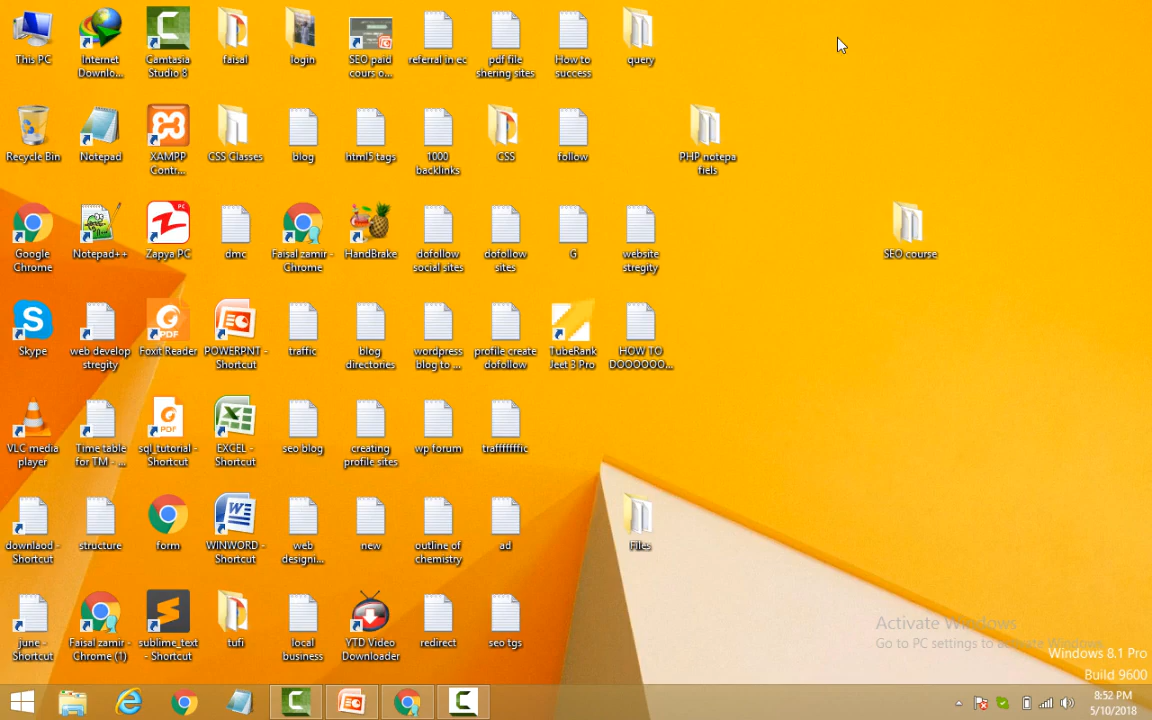 This PC
Internet
Downlo...
Camtasia
Studio 8
faisal
login
SEO paid
cours o...
referral in ec
pdf file
shering sites
How to
success
query
Recycle Bin
Notepad
XAMPP
Contr...
CSS Classes
blog
html5 tags
1000
backlinks
CSS
follow
PHP notepa
fiels
Google
Chrome
Notepad++
Zapya PC
dmc
Faisal zamir -
Chrome
HandBrake
dofollow
social sites
dofollow
sites
G
website
stregity
SEO course
Skype
web develop
stregity
Foxit Reader
POWERPNT -
Shortcut
traffic
blog
directories
wordpress
blog to ...
profile create
dofollow
TubeRank
Jeet 3 Pro
HOW TO
DOOOOOO...
VLC media
player
Time table
for TM - ...
sql_tutorial -
Shortcut
EXCEL -
Shortcut
seo blog
creating
profile sites
wp forum
traffffffffic
downlaod -
Shortcut
structure
form
WINWORD -
Shortcut
web
designi...
new
outline of
chemistry
ad
Files
june -
Shortcut
Faisal zamir -
Chrome (1)
sublime_text
- Shortcut
tufi
local
business
YTD Video
Downloader
redirect
seo tgs
Activate Windows
Go to PC settings to activate Windows.
Windows 8.1 Pro
Build 9600
8:52 PM
5/10/2018